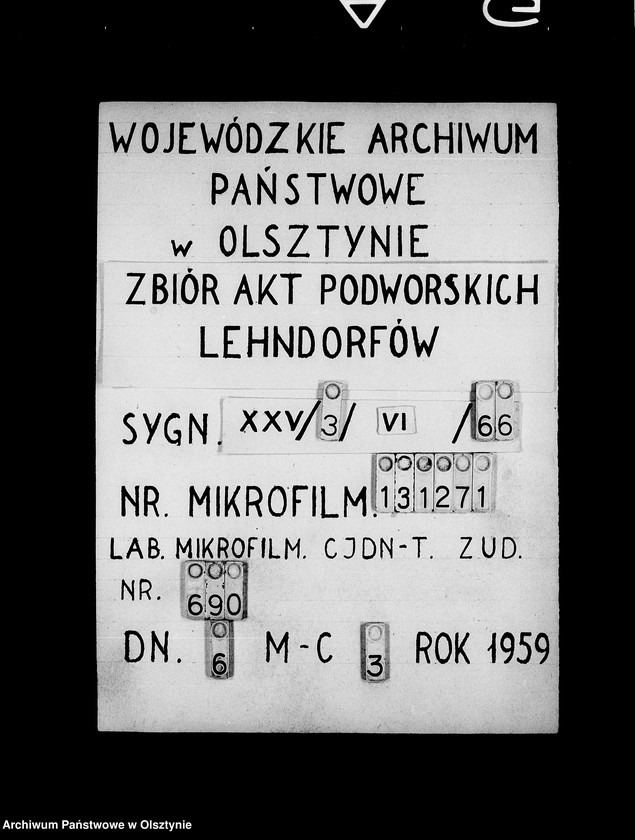 WOJEWÓDZKIE ARCHIWUM
PAŃSTWOWE
w OLSZTYNIE
ZBIÓR AKT PODWORSKICH
LEHNDORFÓW
SYGN. XXV/3/ VI /66
NR. MIKROFILM. 131271
LAB. MIKROFILM. CJDN-T. ZUD.
NR. 690
DN. 6 M-C 3 ROK 1959
Archiwum Państwowe w Olsztynie